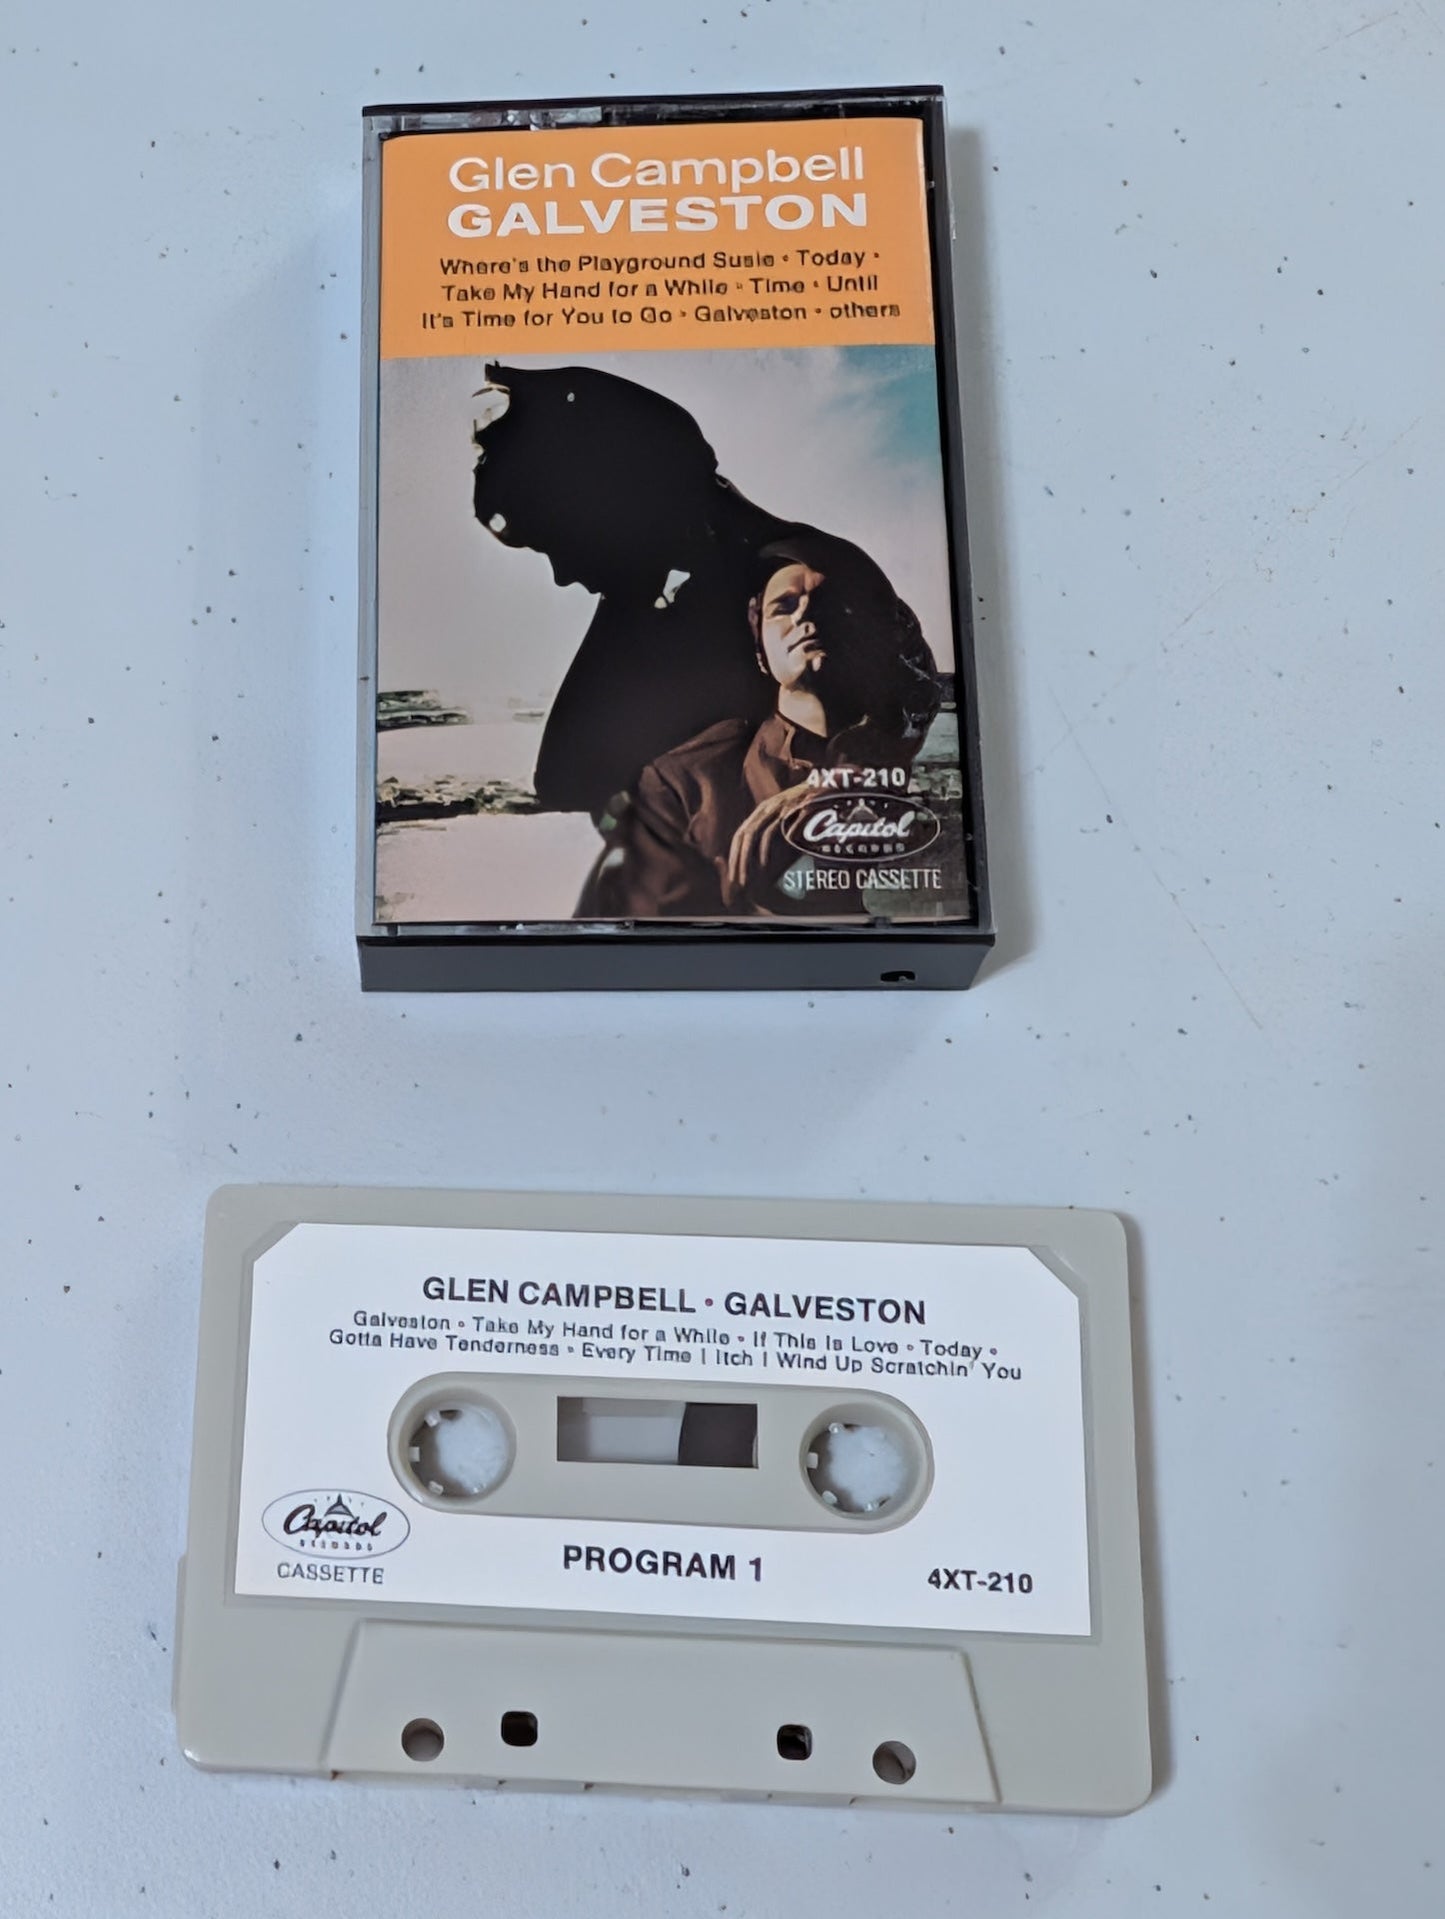 Glen Campbell
GALVESTON
Where's the Playground Susie • Today •
Take My Hand for a While • Time • Until
It's Time for You to Go • Galveston • others
4XT-210
Capitol
RECORDS
STEREO CASSETTE
GLEN CAMPBELL • GALVESTON
Galveston • Take My Hand for a While • If This Is Love • Today •
Gotta Have Tenderness • Every Time I Itch I Wind Up Scratchin' You
Capitol
RECORDS
CASSETTE
PROGRAM 1
4XT-210